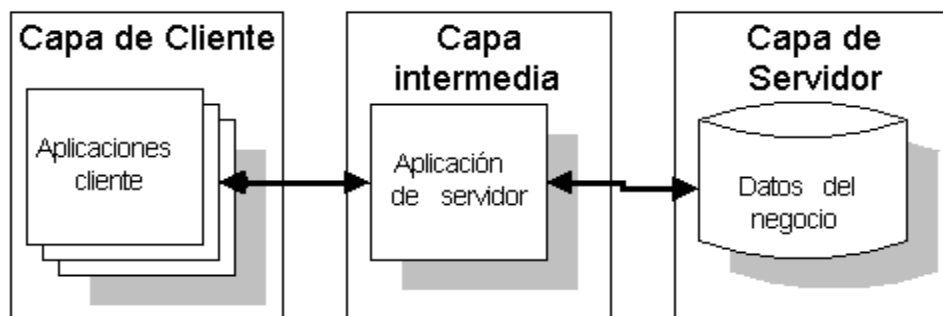 Capa de Cliente
Aplicaciones
cliente
Capa
intermedia
Aplicación
de servidor
Capa de
Servidor
Datos del
negocio